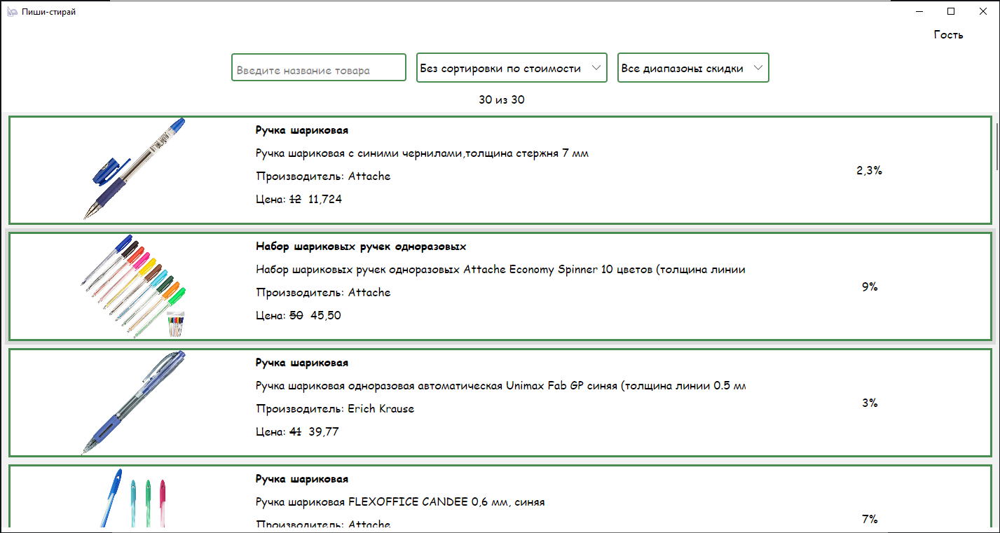 Пиши-стирай
Гость
Введите название товара
Без сортировки по стоимости
Все диапазоны скидки
30 из 30
Ручка шариковая
Ручка шариковая с синими чернилами,толщина стержня 7 мм
Производитель: Attache
Цена: 12 11,724
2,3%
Набор шариковых ручек одноразовых
Набор шариковых ручек одноразовых Attache Economy Spinner 10 цветов (толщина линии
Производитель: Attache
Цена: 50 45,50
9%
Ручка шариковая
Ручка шариковая одноразовая автоматическая Unimax Fab GP синяя (толщина линии 0.5 мм
Производитель: Erich Krause
Цена: 41 39,77
3%
Ручка шариковая
Ручка шариковая FLEXOFFICE CANDEE 0,6 мм, синяя
Производитель: Attache
7%